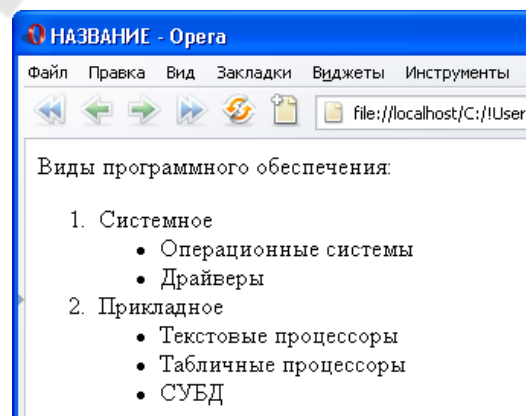 НАЗВАНИЕ - Opera
Файл Правка Вид Закладки Виджеты Инструменты
file://localhost/C:/!User
Виды программного обеспечения:
1. Системное
• Операционные системы
• Драйверы
2. Прикладное
• Текстовые процессоры
• Табличные процессоры
• СУБД